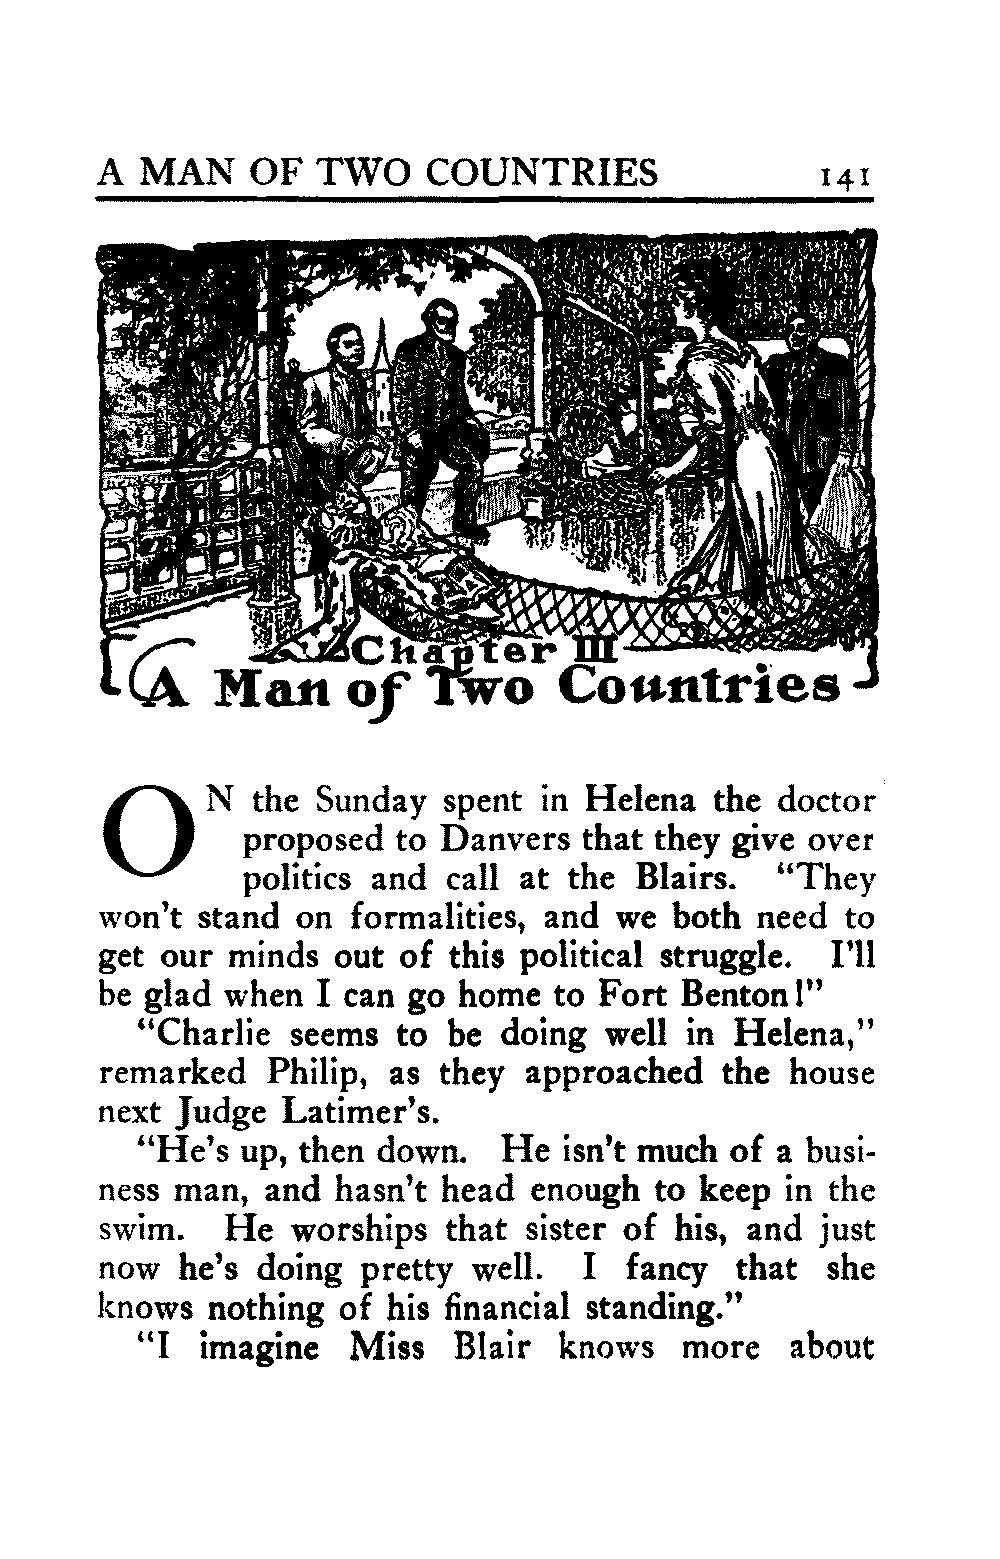 A MAN OF TWO COUNTRIES 141
Chapter III
A Man of Two Countries
ON the Sunday spent in Helena the doctor
proposed to Danvers that they give over
politics and call at the Blairs. “They
won’t stand on formalities, and we both need to
get our minds out of this political struggle. I’ll
be glad when I can go home to Fort Benton!”
“Charlie seems to be doing well in Helena,”
remarked Philip, as they approached the house
next Judge Latimer’s.
“He’s up, then down. He isn’t much of a busi-
ness man, and hasn’t head enough to keep in the
swim. He worships that sister of his, and just
now he’s doing pretty well. I fancy that she
knows nothing of his financial standing.”
“I imagine Miss Blair knows more about